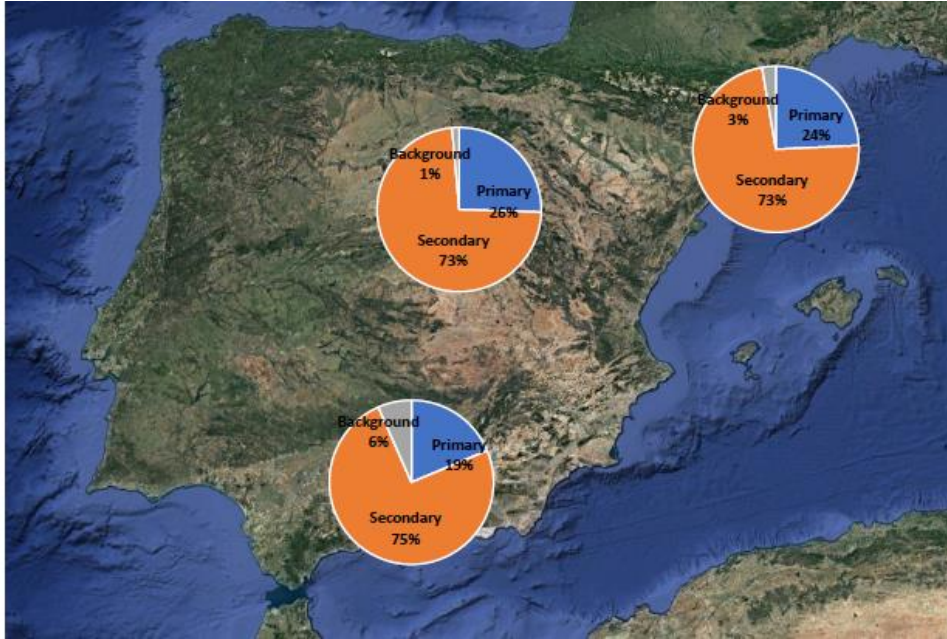 Background
3%
Primary
24%
Secondary
73%
Background
1%
Primary
26%
Secondary
73%
Background
6%
Primary
19%
Secondary
75%